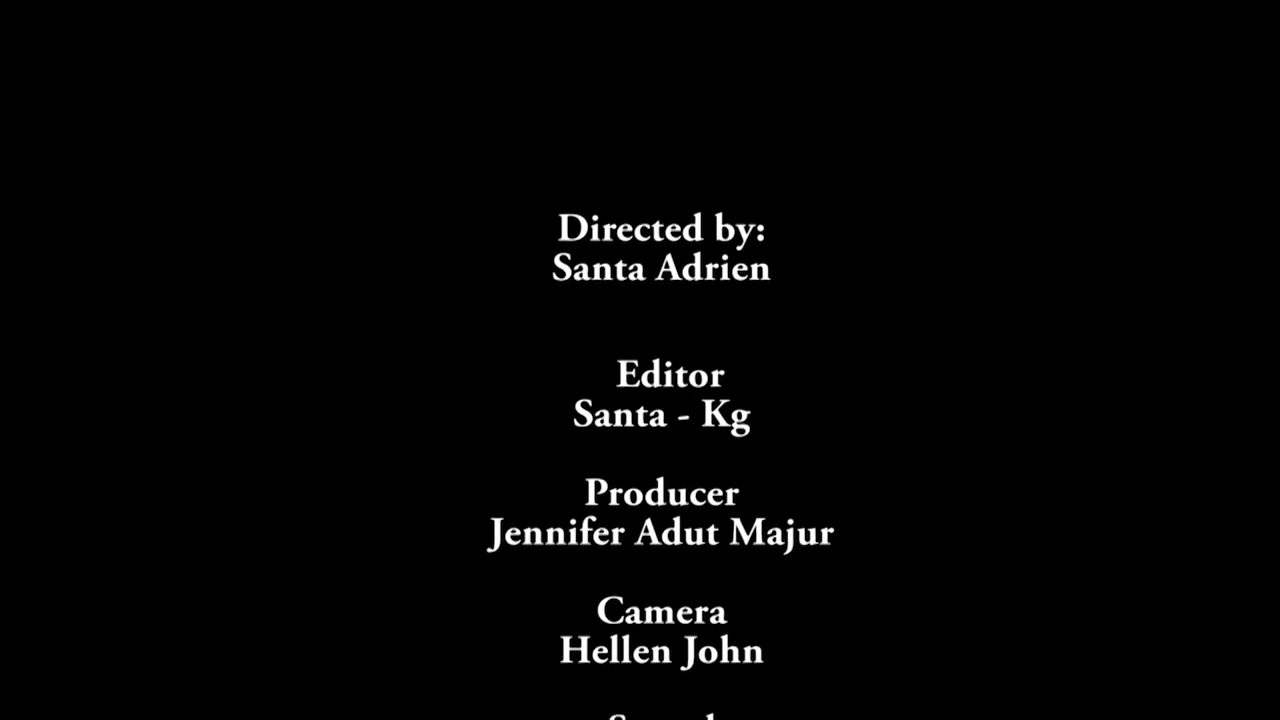 Directed by:
Santa Adrien
Editor
Santa - Kg
Producer
Jennifer Adut Majur
Camera
Hellen John